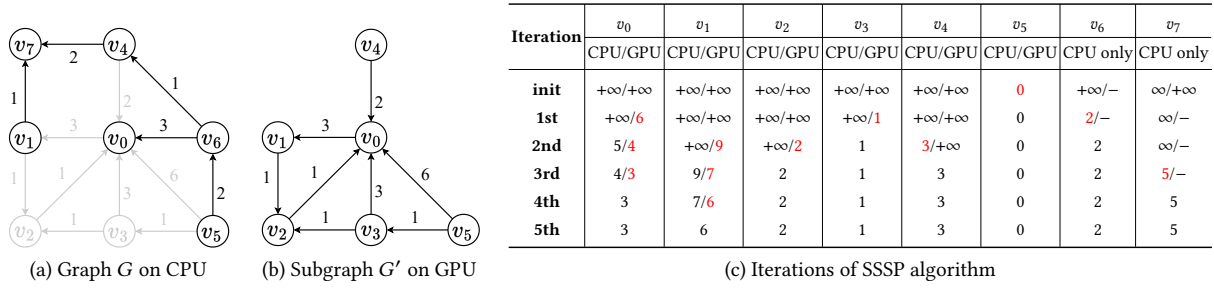 v7 v4 2 1 1 2 v1 3 v0 3 v6 1 1 6 2 3 v2 1 v3 1 v5
(a) Graph G on CPU
v4 2 v1 3 v0 1 1 6 3 v2 1 v3 1 v5
(b) Subgraph G′ on GPU
Iteration v0 v1 v2 v3 v4 v5 v6 v7
CPU/GPU CPU/GPU CPU/GPU CPU/GPU CPU/GPU CPU/GPU CPU only CPU only
init +∞/+∞ +∞/+∞ +∞/+∞ +∞/+∞ +∞/+∞ 0 +∞/− ∞/+∞
1st +∞/6 +∞/+∞ +∞/+∞ +∞/1 +∞/+∞ 0 2/− ∞/−
2nd 5/4 +∞/9 +∞/2 1 3/+∞ 0 2 ∞/−
3rd 4/3 9/7 2 1 3 0 2 5/−
4th 3 7/6 2 1 3 0 2 5
5th 3 6 2 1 3 0 2 5
(c) Iterations of SSSP algorithm